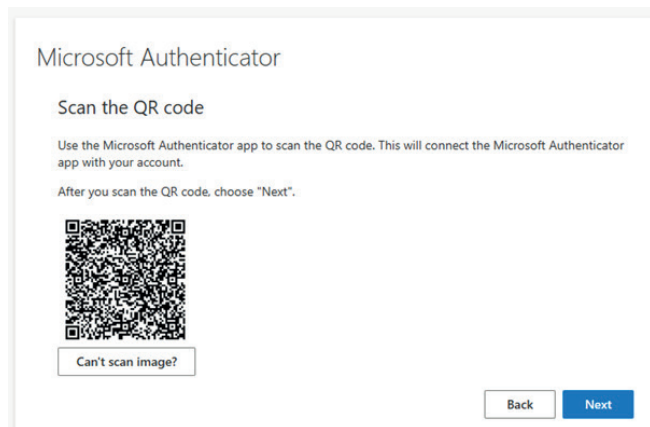 Microsoft Authenticator
Scan the QR code
Use the Microsoft Authenticator app to scan the QR code. This will connect the Microsoft Authenticator
app with your account.
After you scan the QR code, choose "Next".
Can't scan image?
Back
Next